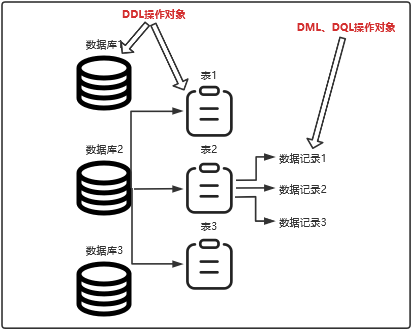 DDL操作对象
DML、DQL操作对象
数据库1
表1
数据库2
表2
数据记录1
数据记录2
数据记录3
数据库3
表3